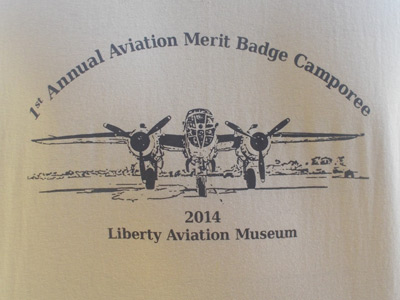 1st Annual Aviation Merit Badge Camporee
2014
Liberty Aviation Museum